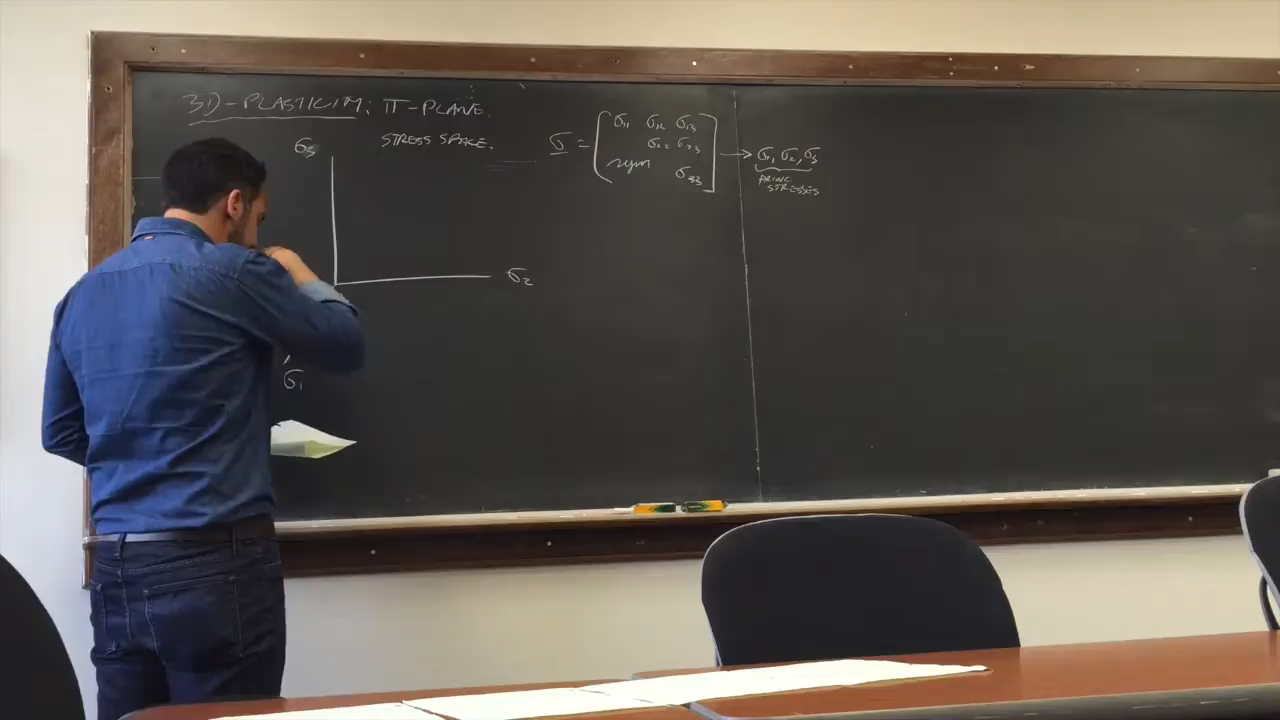 3D-PLASTICITY: π-PLANE.
STRESS SPACE.
σ3
σ2
σ1
σ = [ σ11 σ12 σ13
σ22 σ23
sym σ33 ] → σ1, σ2, σ3
PRINC
STRESSES